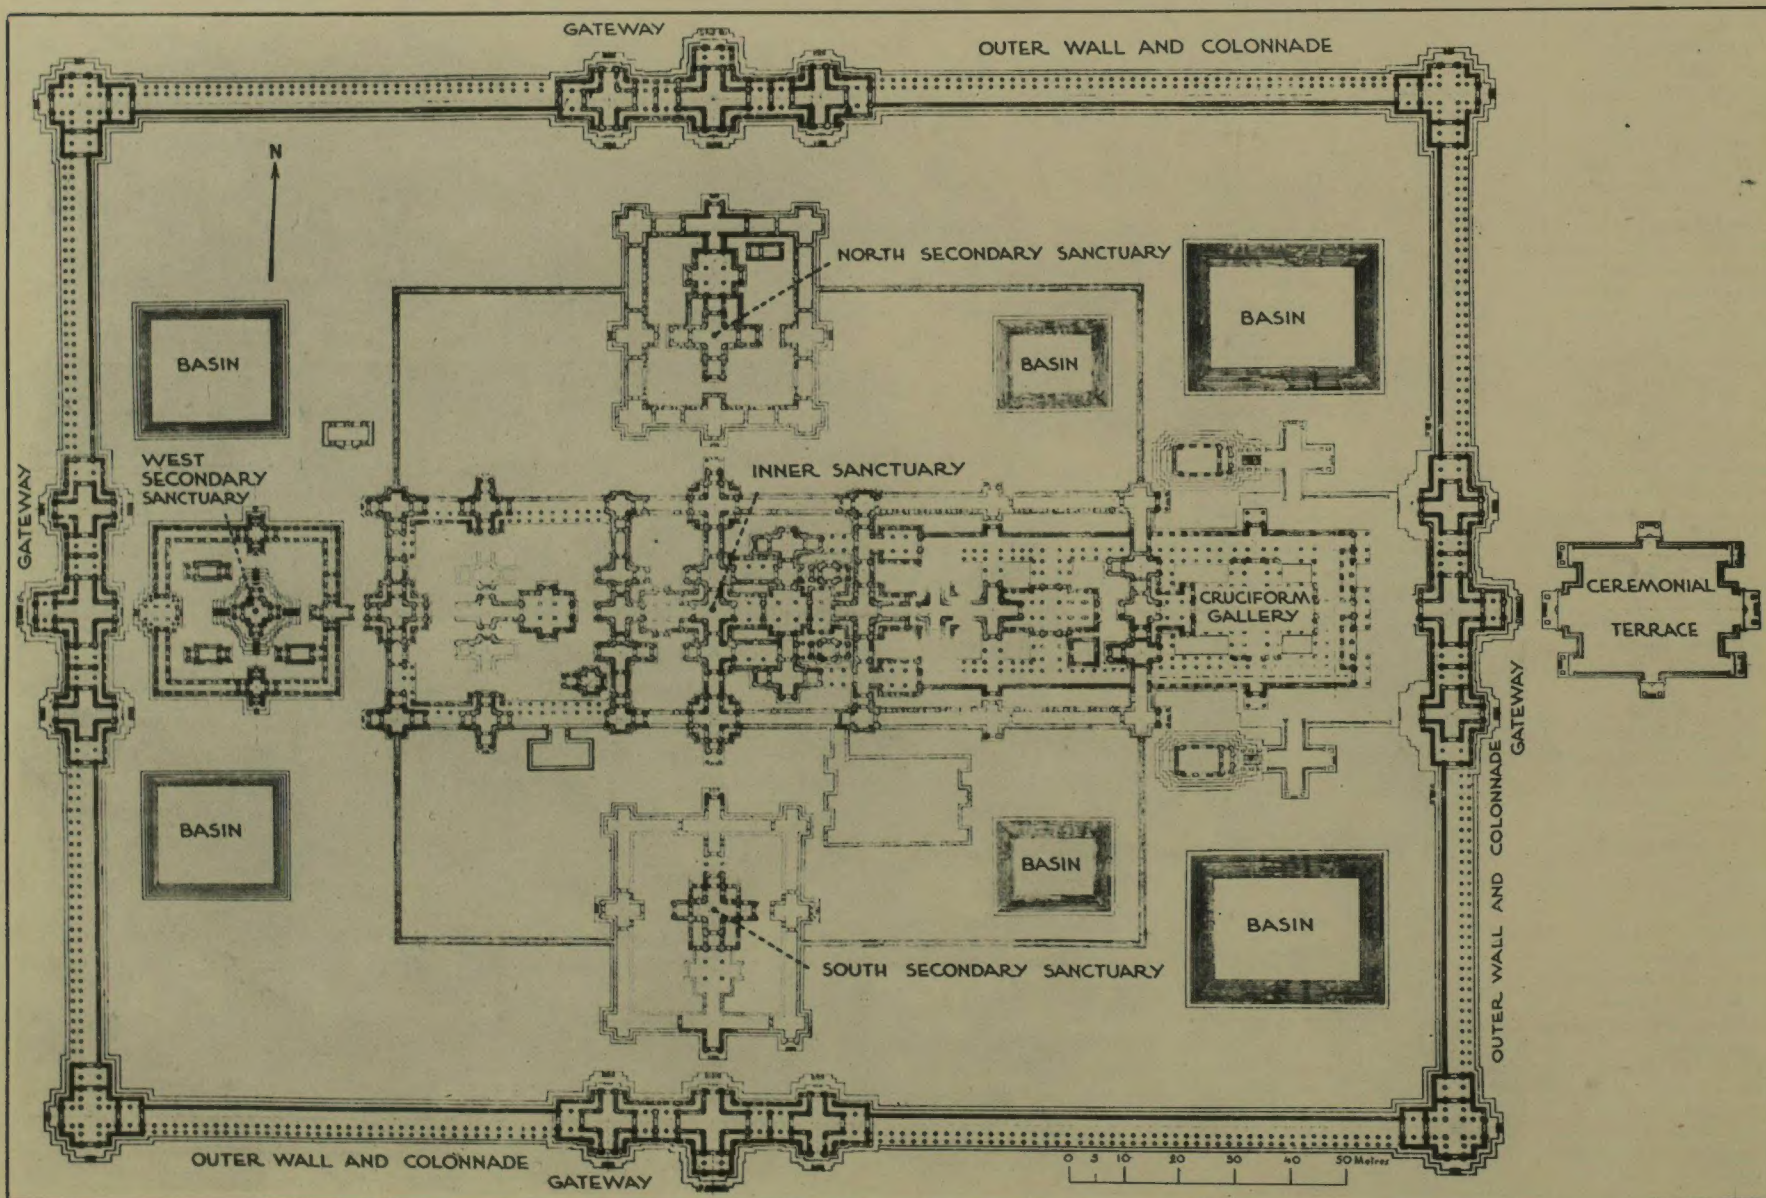 GATEWAY
OUTER WALL AND COLONNADE
N
NORTH SECONDARY SANCTUARY
BASIN
BASIN
BASIN
WEST
SECONDARY
SANCTUARY
INNER SANCTUARY
GATEWAY
CRUCIFORM
GALLERY
CEREMONIAL
TERRACE
GATEWAY
BASIN
BASIN
BASIN
SOUTH SECONDARY SANCTUARY
OUTER WALL AND COLONNADE
OUTER WALL AND COLONNADE
GATEWAY
0 5 10 20 30 40 50 Metres